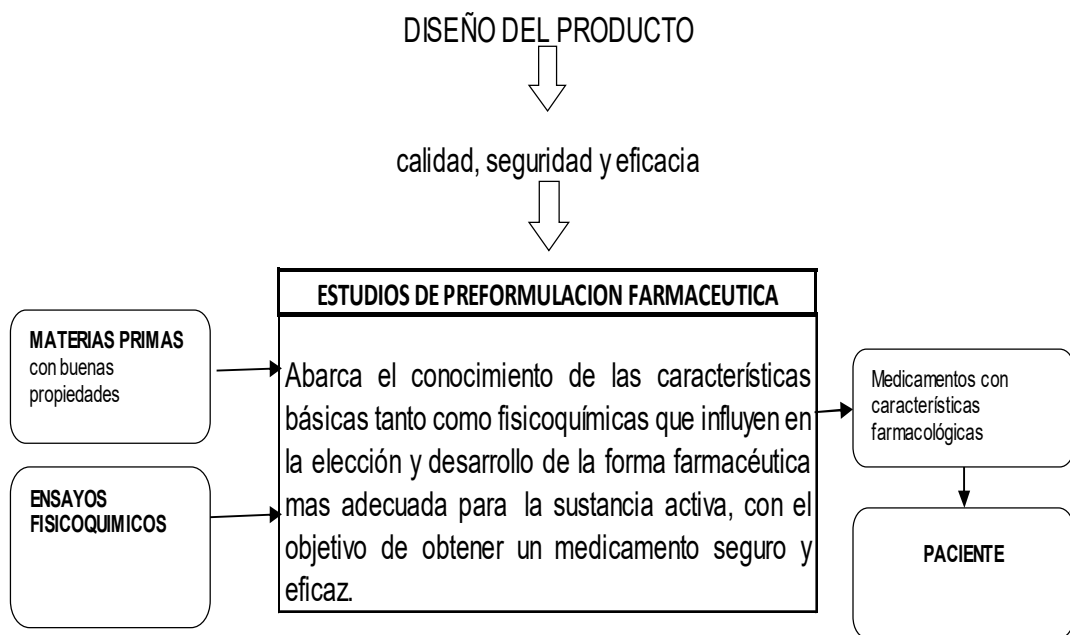 DISEÑO DEL PRODUCTO
calidad, seguridad y eficacia
ESTUDIOS DE PREFORMULACION FARMACEUTICA
MATERIAS PRIMAS
con buenas
propiedades
ENSAYOS
FISICOQUIMICOS
Abarca el conocimiento de las características
básicas tanto como fisicoquímicas que influyen en
la elección y desarrollo de la forma farmacéutica
mas adecuada para la sustancia activa, con el
objetivo de obtener un medicamento seguro y
eficaz.
Medicamentos con
características
farmacológicas
PACIENTE